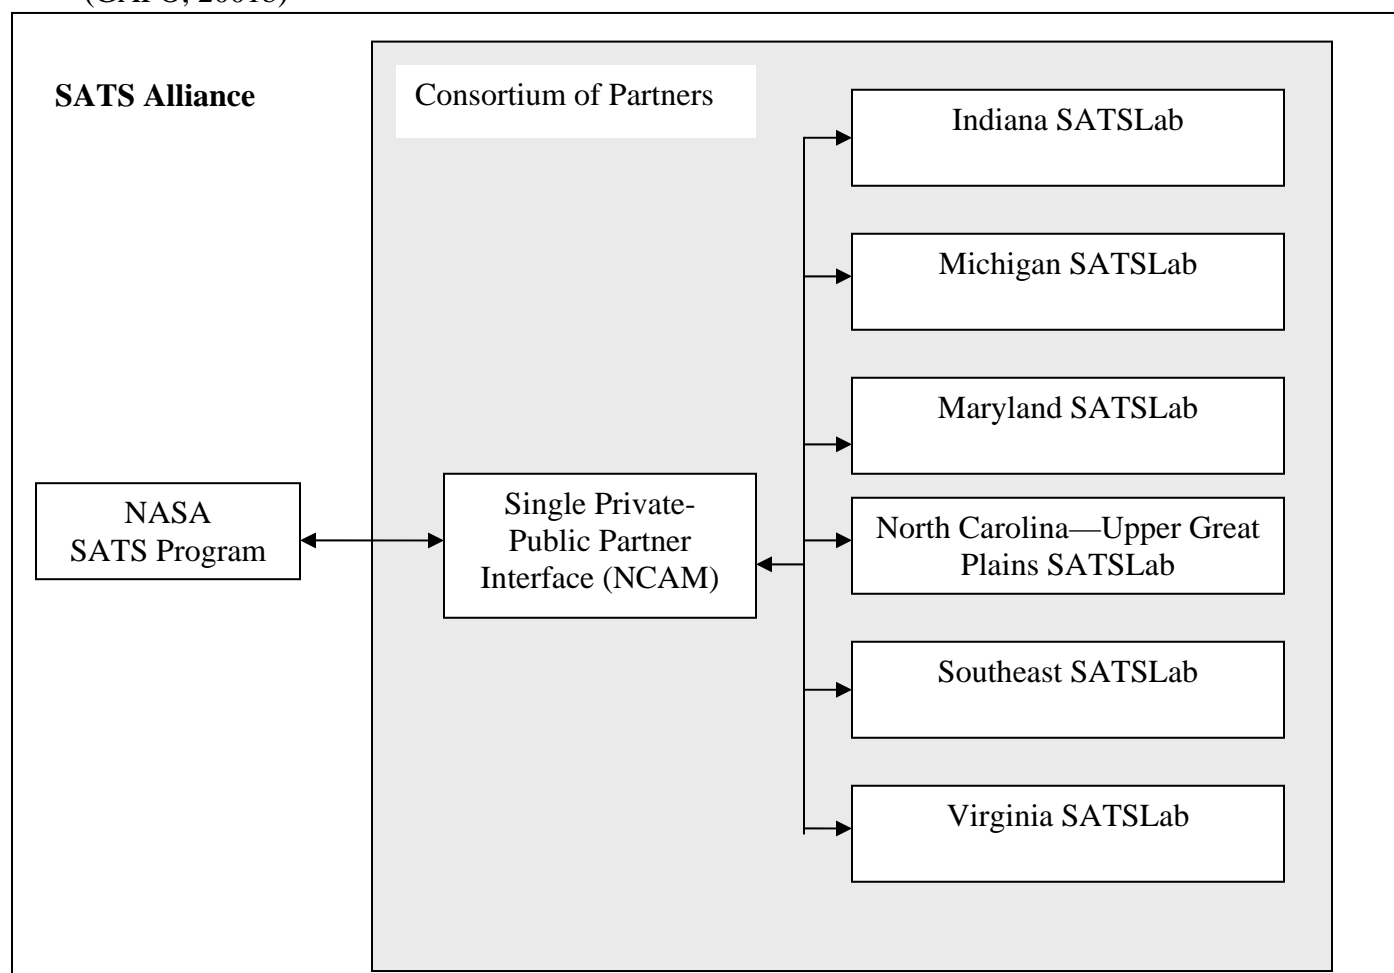 SATS Alliance
Consortium of Partners
Indiana SATSLab
Michigan SATSLab
Maryland SATSLab
NASA
SATS Program
Single Private-
Public Partner
Interface (NCAM)
North Carolina—Upper Great
Plains SATSLab
Southeast SATSLab
Virginia SATSLab